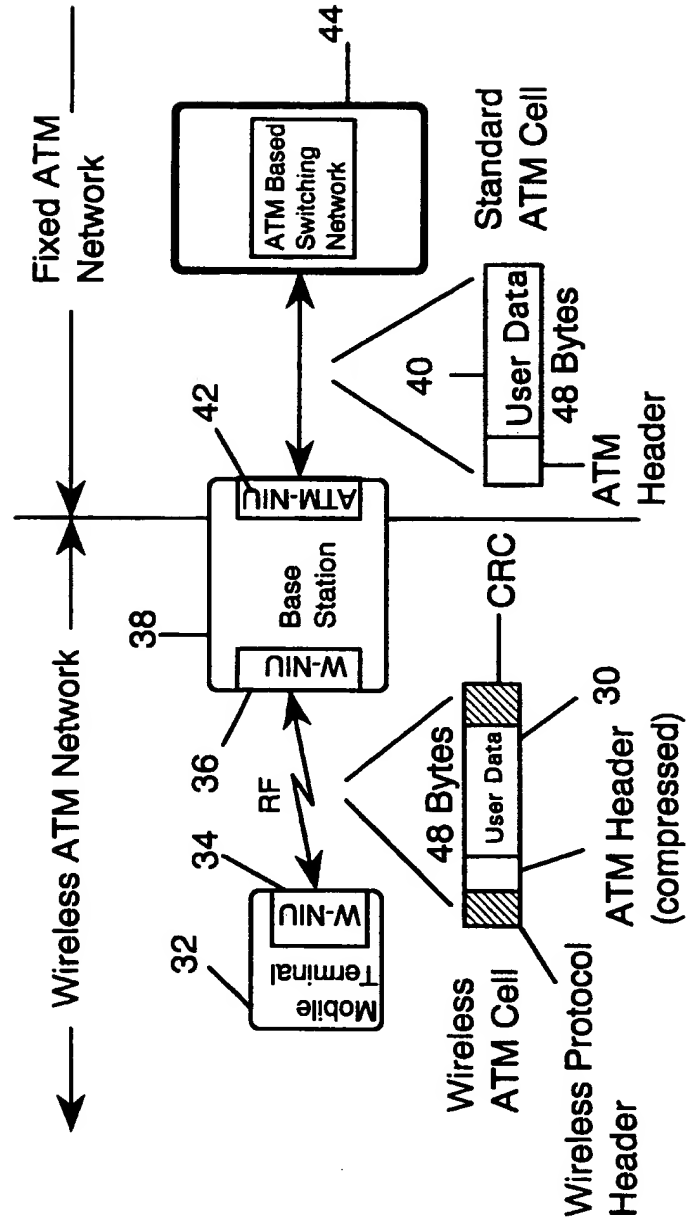 Wireless ATM Network
Fixed ATM
Network
32
34
36
38
42
44
Mobile
Terminal
W-NIU
RF
W-NIU
Base
Station
ATM-NIU
ATM Based
Switching
Network
Wireless
ATM Cell
48 Bytes
User Data
CRC
30
ATM Header
(compressed)
Wireless Protocol
Header
40
User Data
48 Bytes
Standard
ATM Cell
ATM
Header